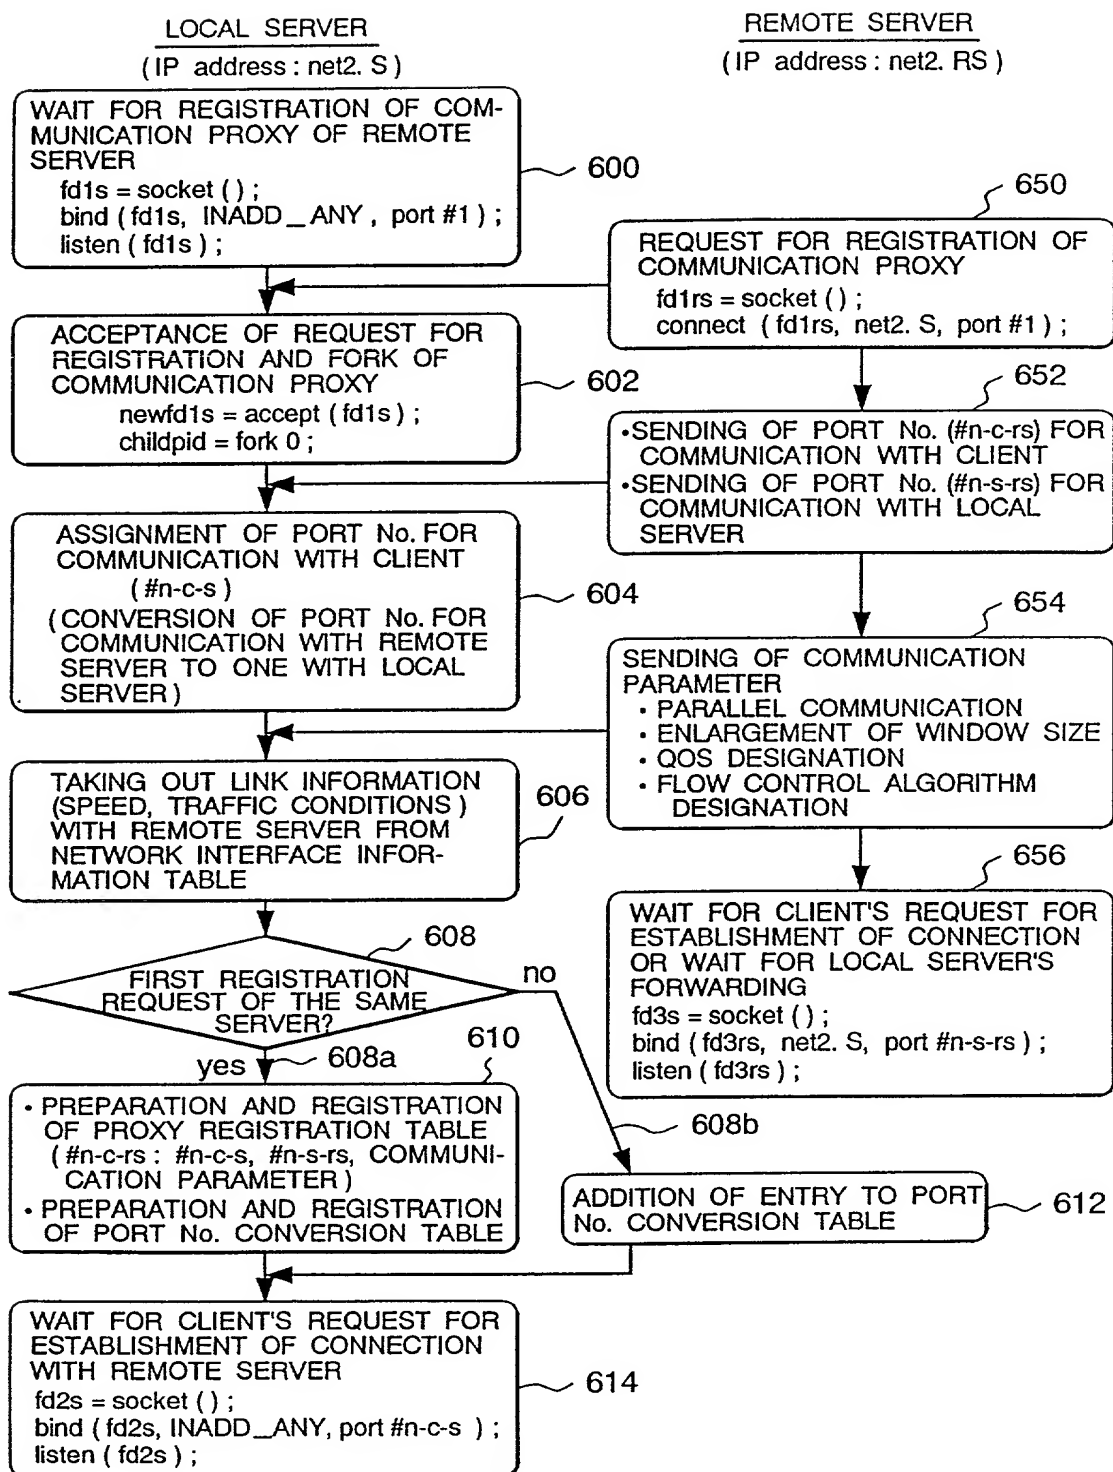 LOCAL SERVER
(IP address : net2. S)
WAIT FOR REGISTRATION OF COM-
MUNICATION PROXY OF REMOTE
SERVER
fd1s = socket ( ) ;
bind ( fd1s, INADD_ANY , port #1 ) ;
listen ( fd1s ) ;
600
ACCEPTANCE OF REQUEST FOR
REGISTRATION AND FORK OF
COMMUNICATION PROXY
newfd1s = accept ( fd1s ) ;
childpid = fork 0 ;
602
ASSIGNMENT OF PORT No. FOR
COMMUNICATION WITH CLIENT
( #n-c-s )
( CONVERSION OF PORT No. FOR
COMMUNICATION WITH REMOTE
SERVER TO ONE WITH LOCAL
SERVER )
604
TAKING OUT LINK INFORMATION
(SPEED, TRAFFIC CONDITIONS )
WITH REMOTE SERVER FROM
NETWORK INTERFACE INFOR-
MATION TABLE
606
608
FIRST REGISTRATION
REQUEST OF THE SAME
SERVER?
no
yes
608a
610
• PREPARATION AND REGISTRATION
OF PROXY REGISTRATION TABLE
( #n-c-rs : #n-c-s, #n-s-rs, COMMUNI-
CATION PARAMETER )
• PREPARATION AND REGISTRATION
OF PORT No. CONVERSION TABLE
608b
ADDITION OF ENTRY TO PORT
No. CONVERSION TABLE
612
WAIT FOR CLIENT'S REQUEST FOR
ESTABLISHMENT OF CONNECTION
WITH REMOTE SERVER
fd2s = socket ( ) ;
bind ( fd2s, INADD_ANY, port #n-c-s ) ;
listen ( fd2s ) ;
614
REMOTE SERVER
(IP address : net2. RS )
650
REQUEST FOR REGISTRATION OF
COMMUNICATION PROXY
fd1rs = socket ( ) ;
connect ( fd1rs, net2. S, port #1 ) ;
652
•SENDING OF PORT No. (#n-c-rs) FOR
COMMUNICATION WITH CLIENT
•SENDING OF PORT No. (#n-s-rs) FOR
COMMUNICATION WITH LOCAL
SERVER
654
SENDING OF COMMUNICATION
PARAMETER
• PARALLEL COMMUNICATION
• ENLARGEMENT OF WINDOW SIZE
• QOS DESIGNATION
• FLOW CONTROL ALGORITHM
DESIGNATION
656
WAIT FOR CLIENT'S REQUEST FOR
ESTABLISHMENT OF CONNECTION
OR WAIT FOR LOCAL SERVER'S
FORWARDING
fd3s = socket ( ) ;
bind ( fd3rs, net2. S, port #n-s-rs ) ;
listen ( fd3rs ) ;